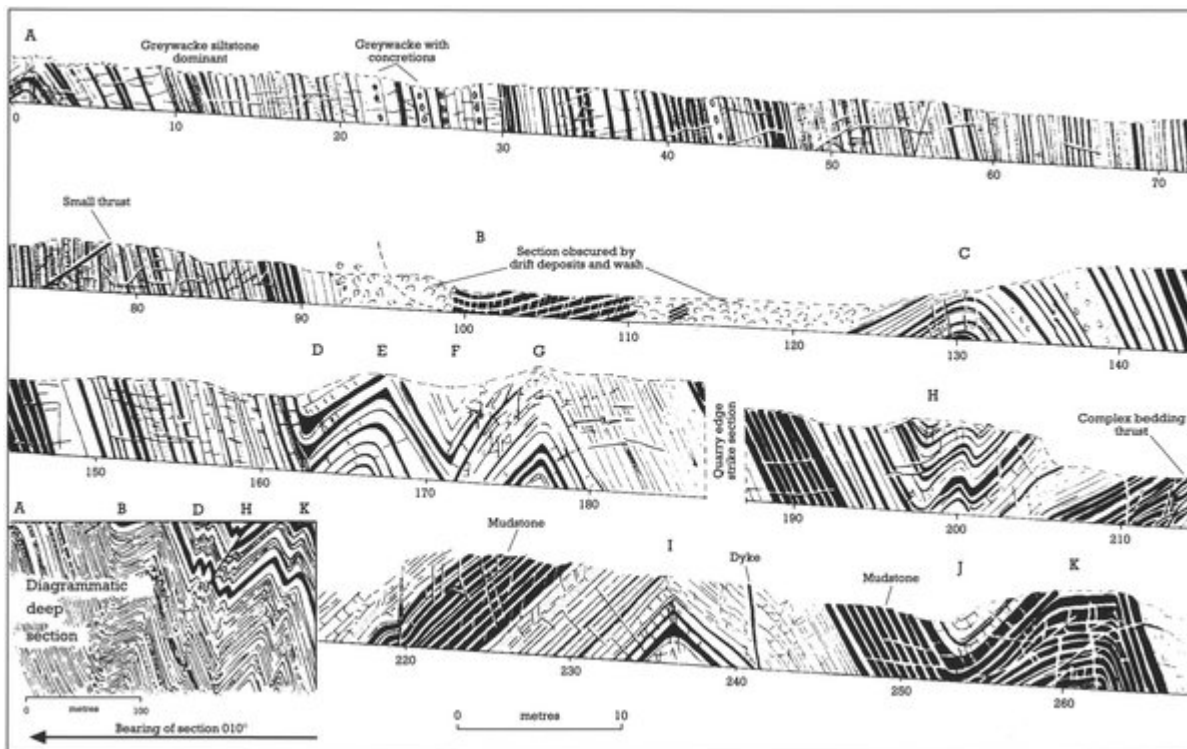 A
Greywacke siltstone
dominant
Greywacke with
concretions
0 10 20 30 40 50 60 70
Small thrust
B
Section obscured by
drift deposits and wash
C
80 90 100 110 120 130 140
D E F G
H
Complex bedding
thrust
Quarry edge
strike section
150 160 170 180 190 200 210
A B D H K
Diagrammatic
deep
section
0 metres 100
Bearing of section 010°
Mudstone
I
Dyke
Mudstone
J
K
220 230 240 250 260
0 metres 10